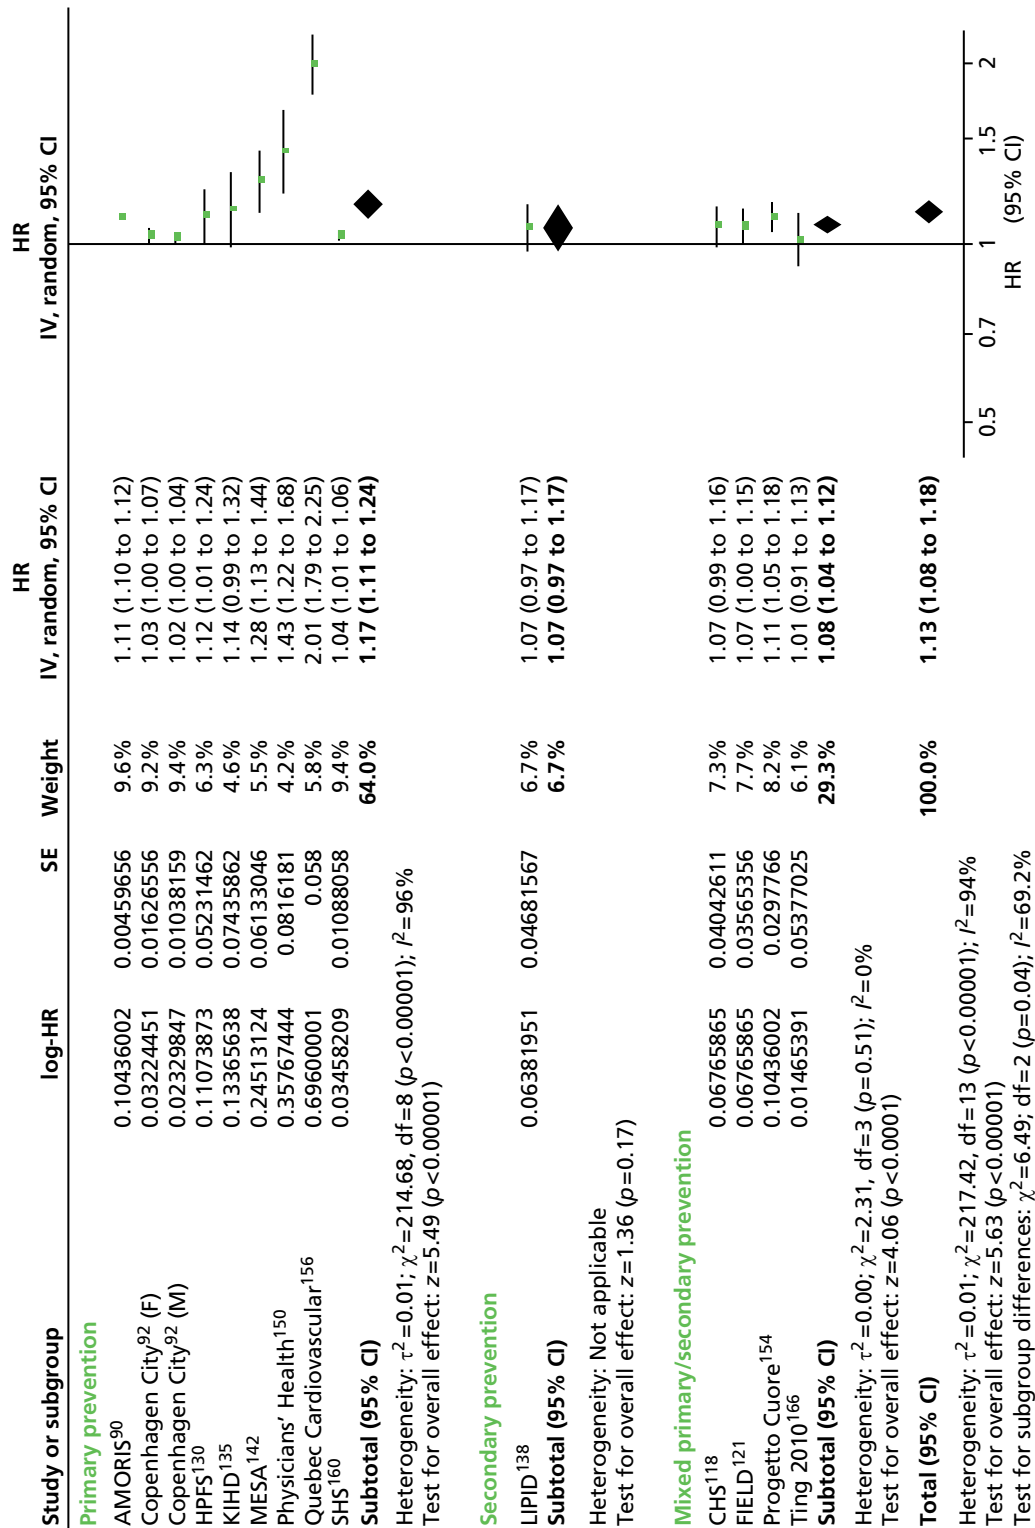 Study or subgroup log-HR SE Weight HR IV, random, 95% CI HR IV, random, 95% CI
Primary prevention
AMORIS90 0.10436002 0.00459656 9.6% 1.11 (1.10 to 1.12)
Copenhagen City92 (F) 0.03224451 0.01626556 9.2% 1.03 (1.00 to 1.07)
Copenhagen City92 (M) 0.02329847 0.01038159 9.4% 1.02 (1.00 to 1.04)
HPFS130 0.11073873 0.05231462 6.3% 1.12 (1.01 to 1.24)
KIHD135 0.13365638 0.07435862 4.6% 1.14 (0.99 to 1.32)
MESA142 0.24513124 0.06133046 5.5% 1.28 (1.13 to 1.44)
Physicians’ Health150 0.35767444 0.0816181 4.2% 1.43 (1.22 to 1.68)
Quebec Cardiovascular156 0.69600001 0.058 5.8% 2.01 (1.79 to 2.25)
SHS160 0.03458209 0.01088058 9.4% 1.04 (1.01 to 1.06)
Subtotal (95% CI) 64.0% 1.17 (1.11 to 1.24)
Heterogeneity: τ2=0.01; χ2=214.68, df=8 (p<0.00001); I2=96%
Test for overall effect: z=5.49 (p<0.00001)
Secondary prevention
LIPID138 0.06381951 0.04681567 6.7% 1.07 (0.97 to 1.17)
Subtotal (95% CI) 6.7% 1.07 (0.97 to 1.17)
Heterogeneity: Not applicable
Test for overall effect: z=1.36 (p=0.17)
Mixed primary/secondary prevention
CHS118 0.06765865 0.04042611 7.3% 1.07 (0.99 to 1.16)
FIELD121 0.06765865 0.03565356 7.7% 1.07 (1.00 to 1.15)
Progetto Cuore154 0.10436002 0.0297766 8.2% 1.11 (1.05 to 1.18)
Ting 2010166 0.01465391 0.05377025 6.1% 1.01 (0.91 to 1.13)
Subtotal (95% CI) 29.3% 1.08 (1.04 to 1.12)
Heterogeneity: τ2=0.00; χ2=2.31, df=3 (p=0.51); I2=0%
Test for overall effect: z=4.06 (p<0.0001)
Total (95% CI) 100.0% 1.13 (1.08 to 1.18)
Heterogeneity: τ2=0.01; χ2=217.42, df=13 (p<0.00001); I2=94%
Test for overall effect: z=5.63 (p<0.00001)
Test for subgroup differences: χ2=6.49; df=2 (p=0.04); I2=69.2%
0.5 0.7 1 1.5 2
HR (95% CI)